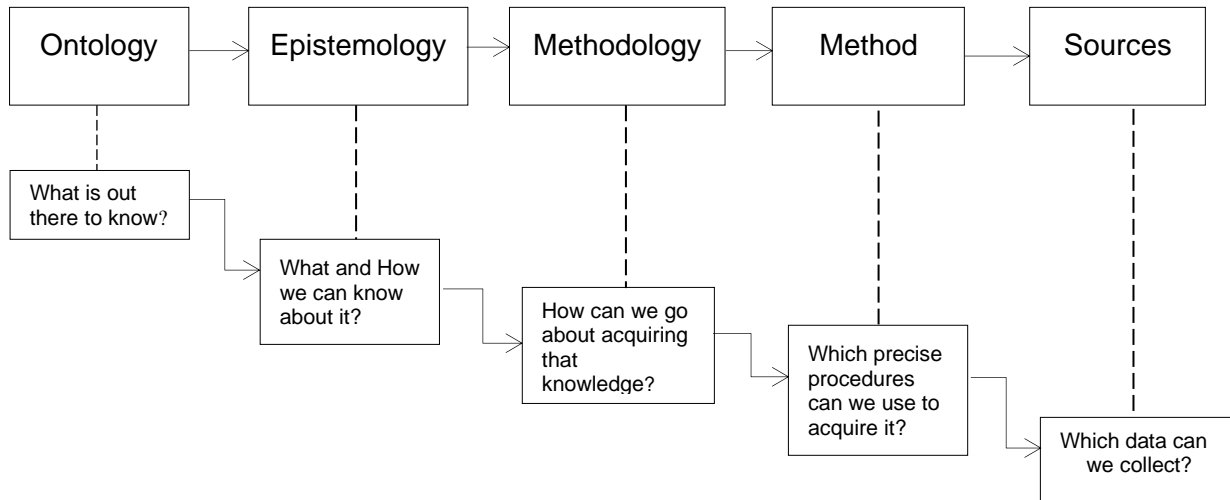 Ontology
Epistemology
Methodology
Method
Sources
What is out
there to know?
What and How
we can know
about it?
How can we go
about acquiring
that
knowledge?
Which precise
procedures
can we use to
acquire it?
Which data can
we collect?